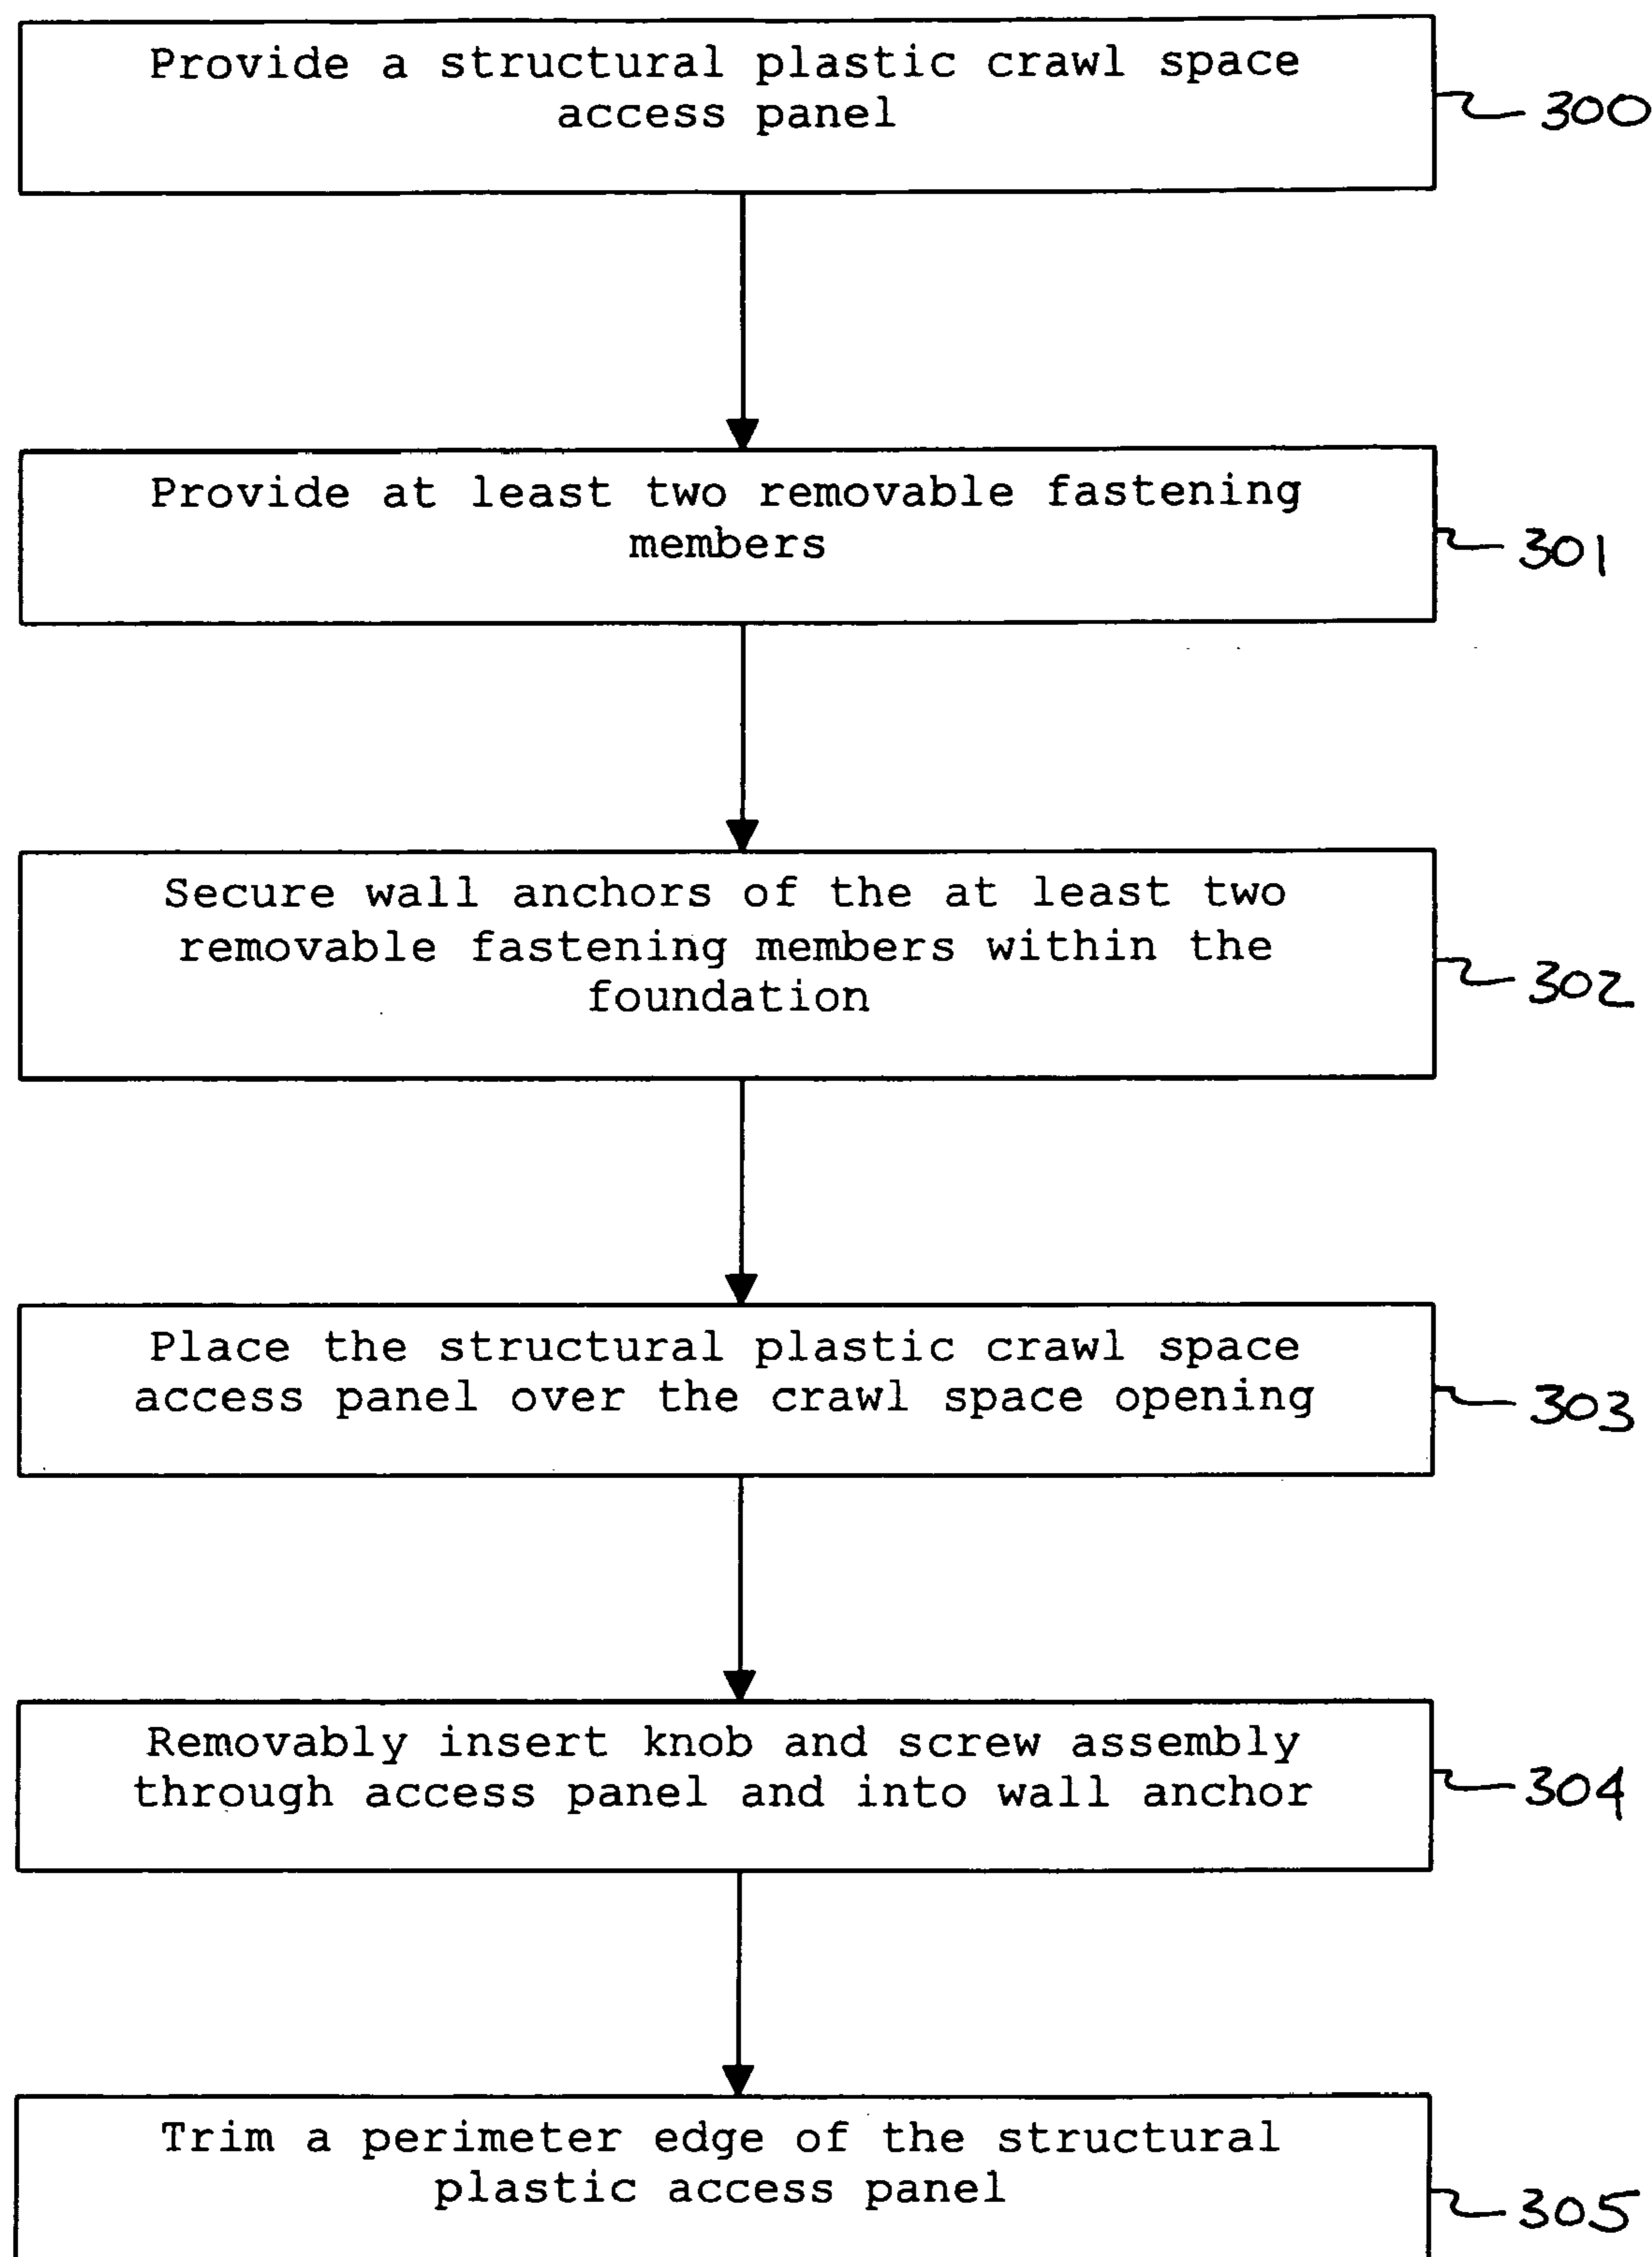 Provide a structural plastic crawl space
access panel
300
Provide at least two removable fastening
members
301
Secure wall anchors of the at least two
removable fastening members within the
foundation
302
Place the structural plastic crawl space
access panel over the crawl space opening
303
Removably insert knob and screw assembly
through access panel and into wall anchor
304
Trim a perimeter edge of the structural
plastic access panel
305